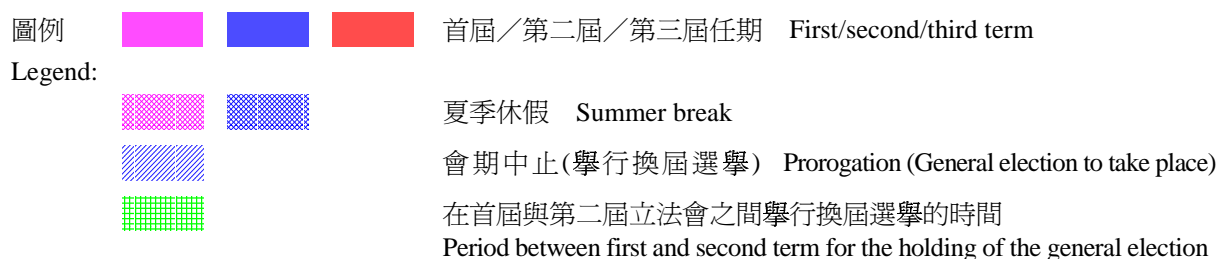 圖例 首屆／第二屆／第三屆任期 First/second/third term
Legend:
夏季休假 Summer break
會期中止(舉行換屆選舉) Prorogation (General election to take place)
在首屆與第二屆立法會之間舉行換屆選舉的時間
Period between first and second term for the holding of the general election